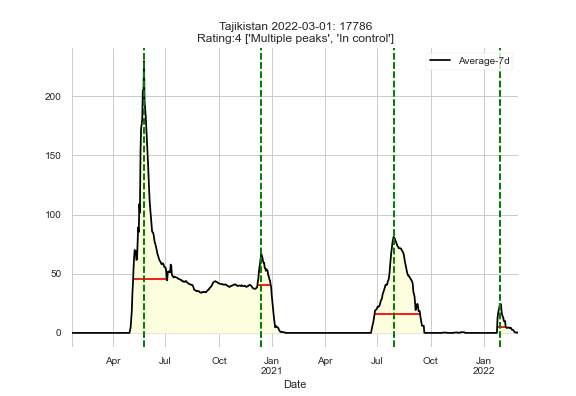 Tajikistan 2022-03-01: 17786
Rating:4 ['Multiple peaks', 'In control']
Average-7d
200
150
100
50
0
Apr Jul Oct Jan Apr Jul Oct Jan
2021 2022
Date